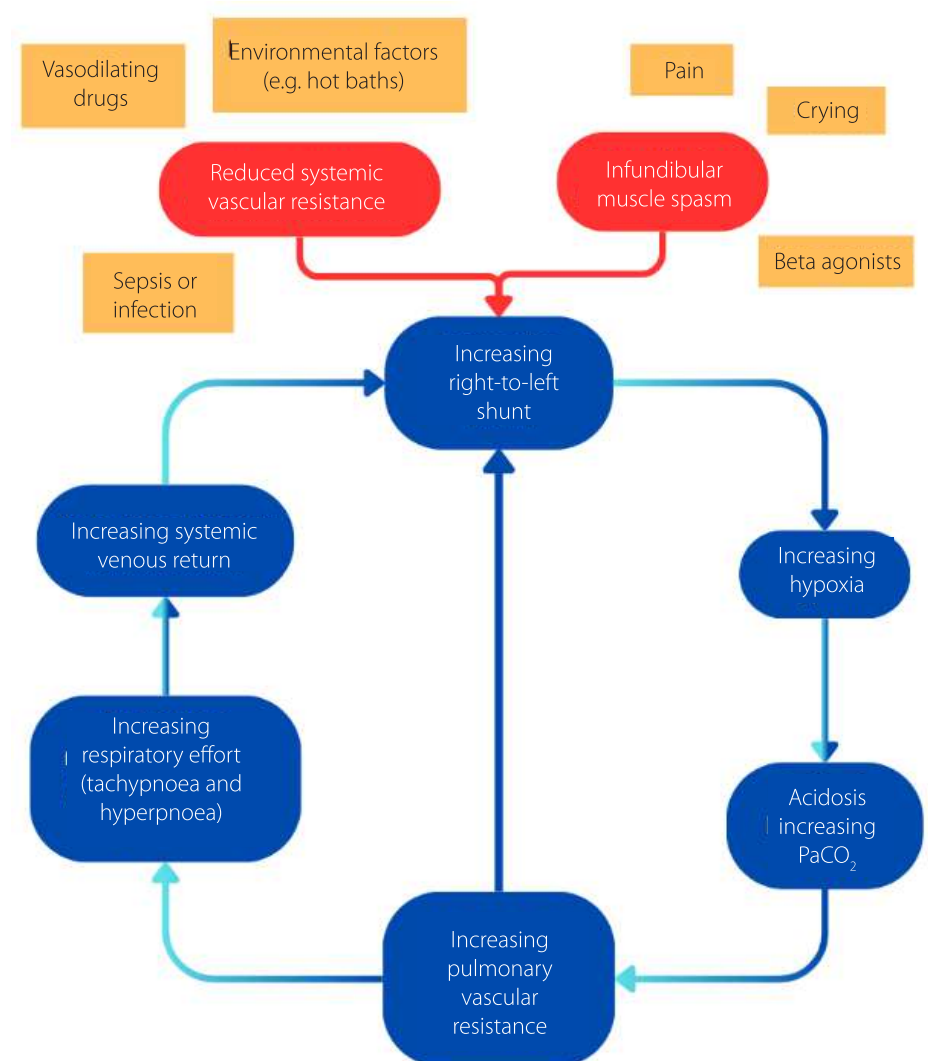 Vasodilating
drugs
Environmental factors
(e.g. hot baths)
Pain
Crying
Reduced systemic
vascular resistance
Infundibular
muscle spasm
Sepsis or
infection
Beta agonists
Increasing
right-to-left
shunt
Increasing systemic
venous return
Increasing
hypoxia
Increasing
respiratory effort
(tachypnoea and
hyperpnoea)
Acidosis
increasing
PaCO₂
Increasing
pulmonary
vascular
resistance